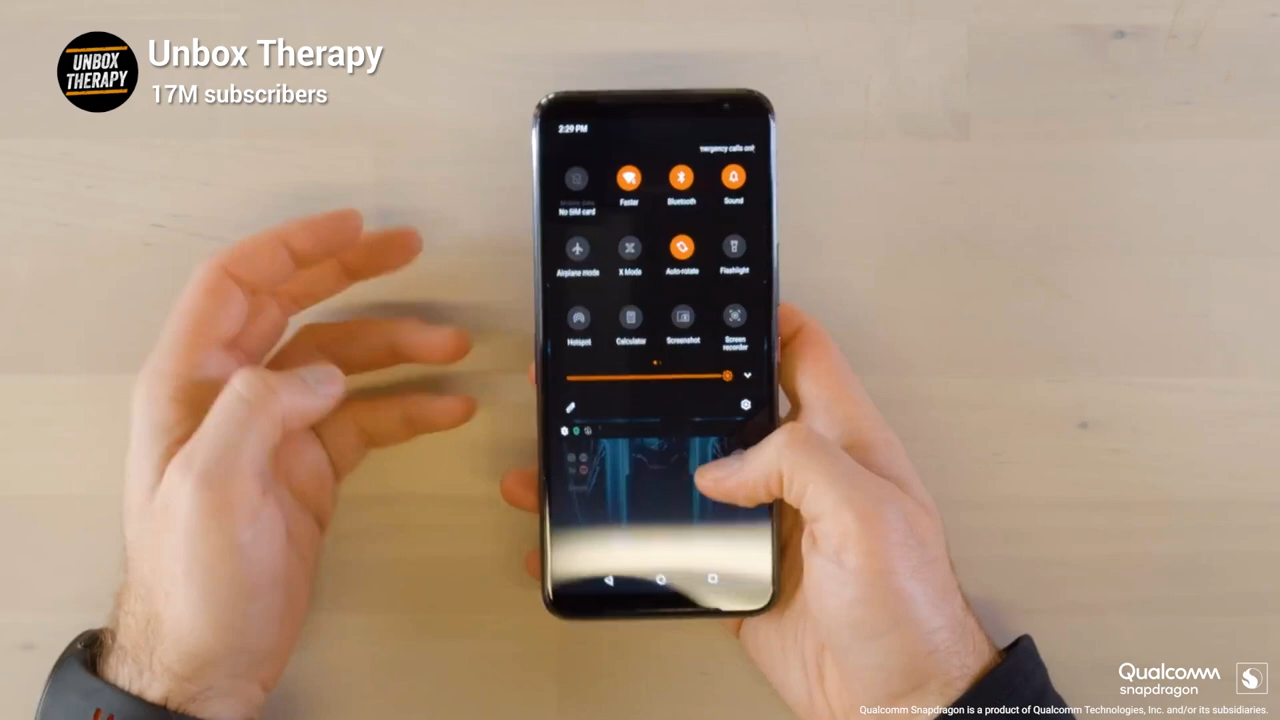 UNBOX
THERAPY
Unbox Therapy
17M subscribers
2:29 PM
No SIM card
Faster
Bluetooth
Sound
Airplane mode
X Mode
Auto-rotate
Flashlight
Hotspot
Calculator
Screenshot
Screen
recorder
Qualcomm
snapdragon
Qualcomm Snapdragon is a product of Qualcomm Technologies, Inc. and/or its subsidiaries.